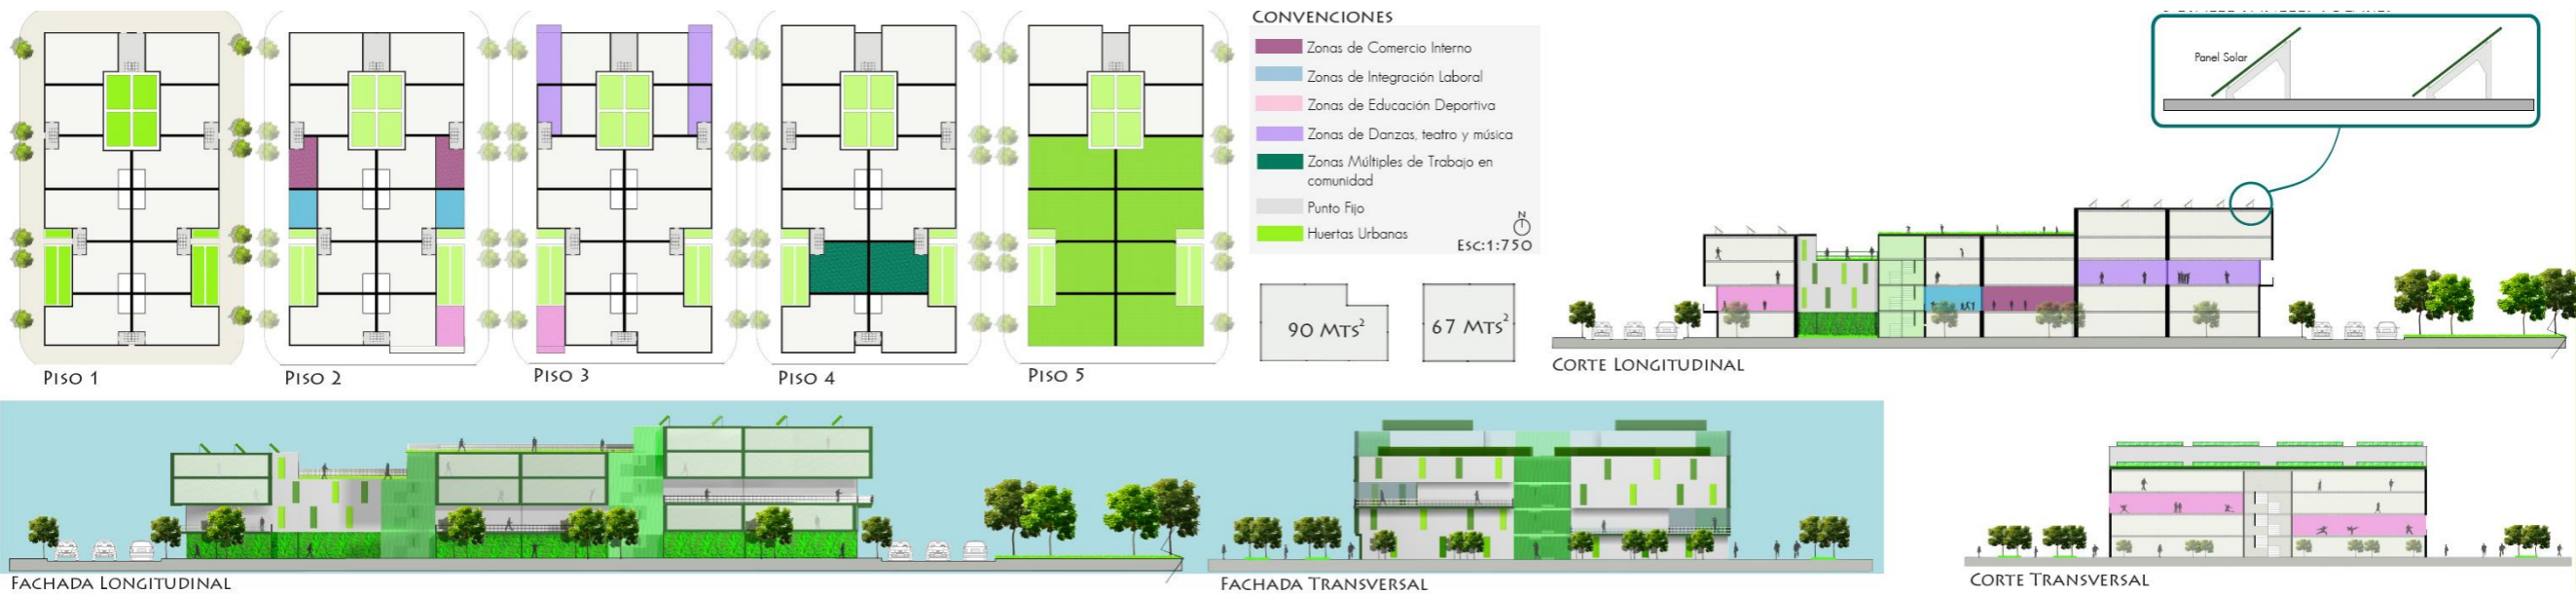 CONVENCIONES
Zonas de Comercio Interno
Zonas de Integración Laboral
Zonas de Educación Deportiva
Zonas de Danzas, teatro y música
Zonas Múltiples de Trabajo en
comunidad
Punto Fijo
Huertas Urbanas
N
ESC:1:750
90 MTS²
67 MTS²
Panel Solar
PISO 1
PISO 2
PISO 3
PISO 4
PISO 5
CORTE LONGITUDINAL
FACHADA LONGITUDINAL
FACHADA TRANSVERSAL
CORTE TRANSVERSAL